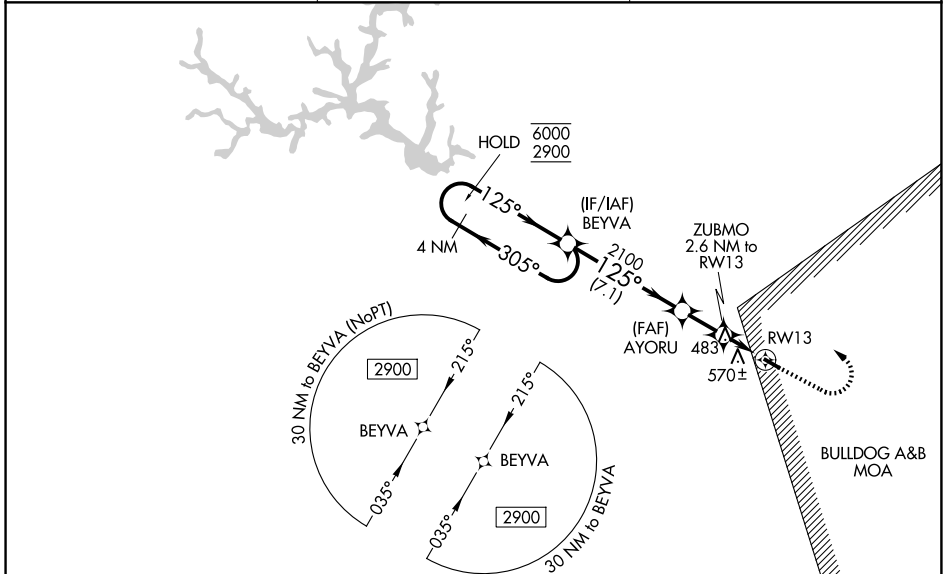 HOLD
6000
2900
125°
4 NM
305°
(IF/IAF)
BEYVA
2100
125°
(7.1)
(FAF)
AYORU
ZUBMO
2.6 NM to
RW13
483
570±
RW13
BULLDOG A&B
MOA
30 NM to BEYVA (NoPT)
2900
215°
BEYVA
035°
215°
BEYVA
035°
2900
30 NM to BEYVA